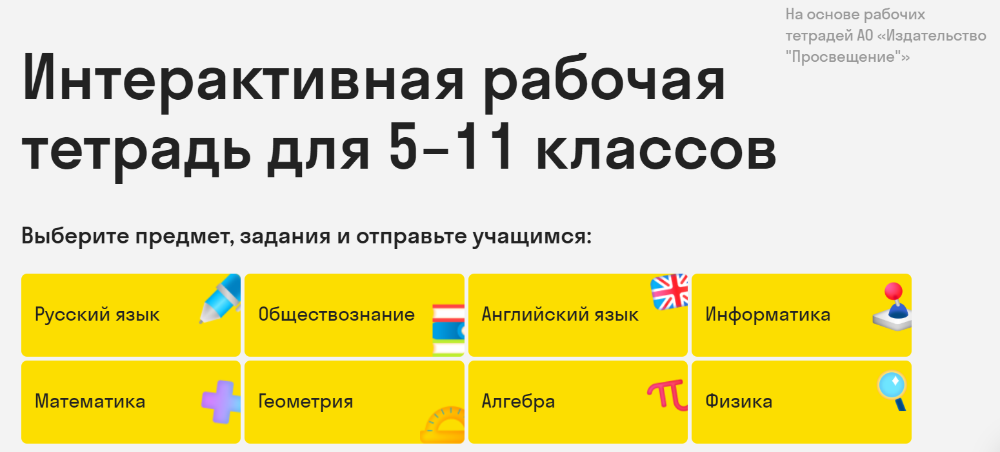 На основе рабочих
тетрадей АО «Издательство
"Просвещение"»
Интерактивная рабочая
тетрадь для 5–11 классов
Выберите предмет, задания и отправьте учащимся:
Русский язык
Обществознание
Английский язык
Информатика
Математика
Геометрия
Алгебра
Физика